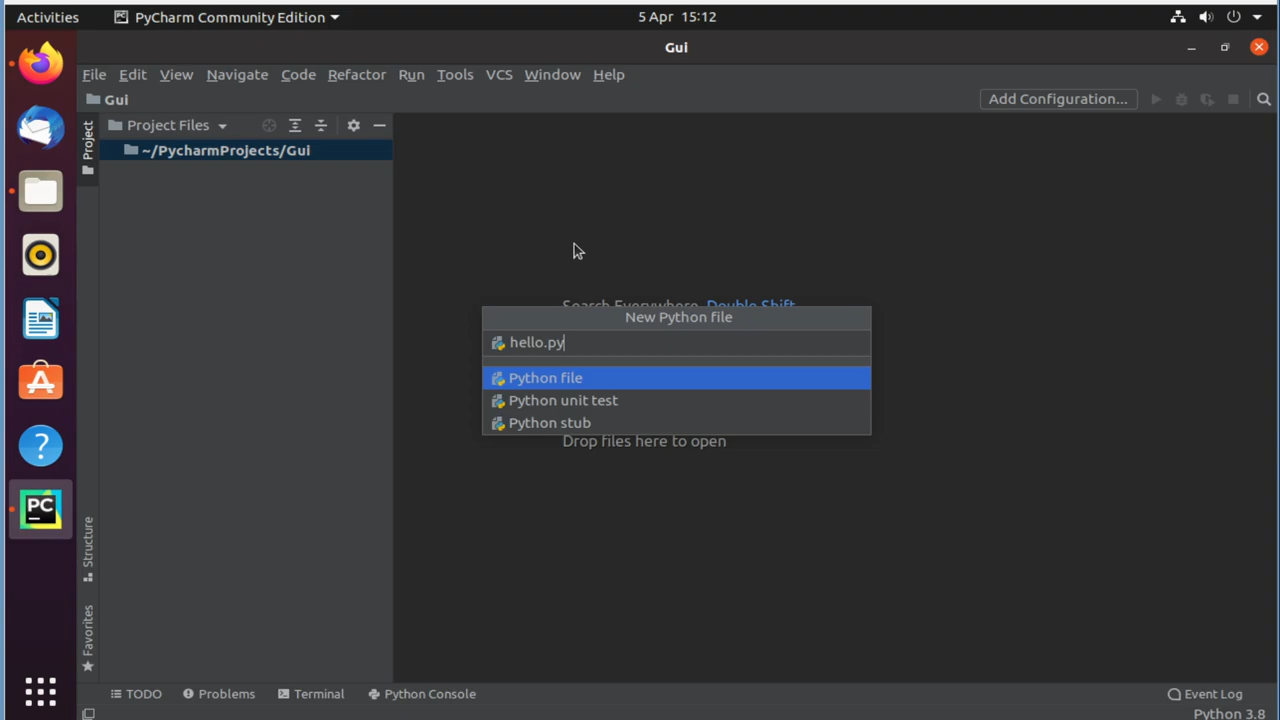 Activities
PyCharm Community Edition
5 Apr 15:12
Gui
File Edit View Navigate Code Refactor Run Tools VCS Window Help
Gui
Add Configuration...
Project
Project Files
~/PycharmProjects/Gui
Search Everywhere Double Shift
New Python file
hello.py
Python file
Python unit test
Python stub
Drop files here to open
PC
Structure
Favorites
TODO
Problems
Terminal
Python Console
Event Log
Python 3.8